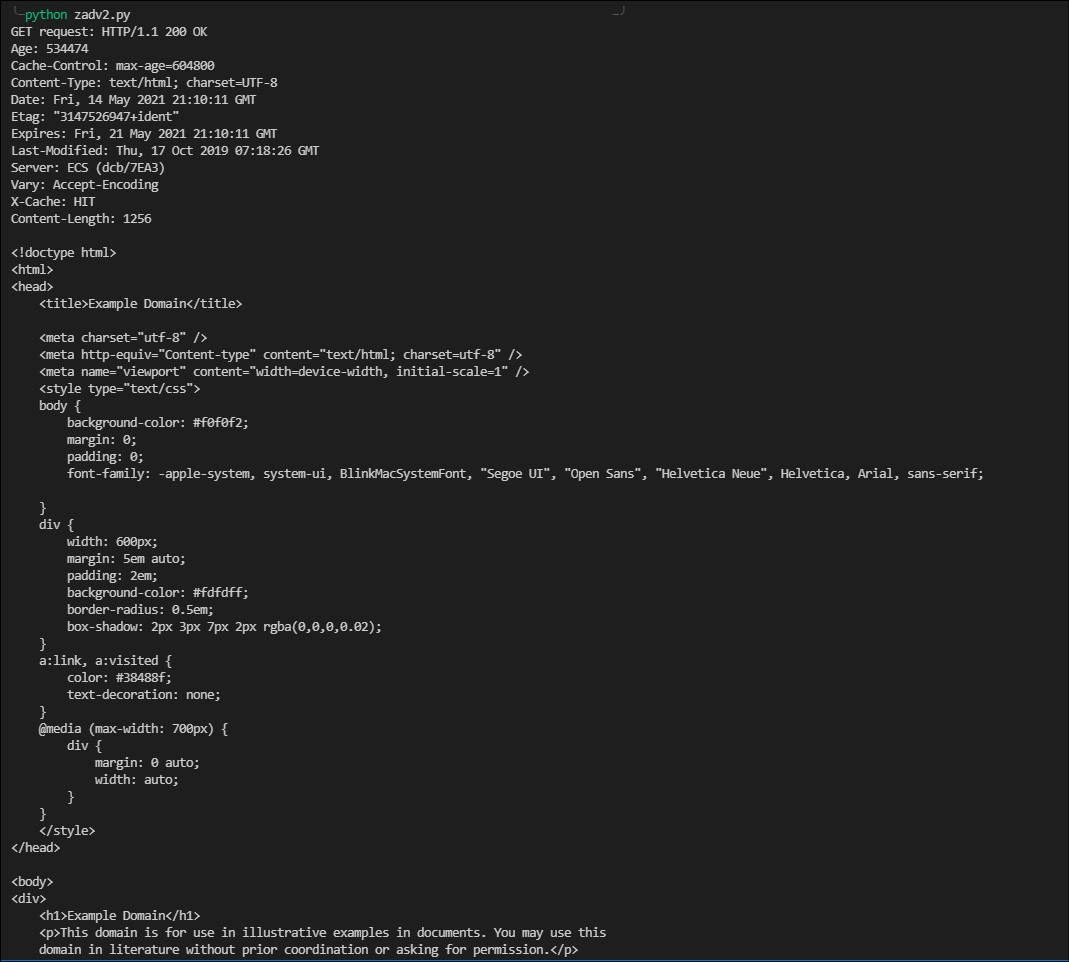 python zadv2.py
GET request: HTTP/1.1 200 OK
Age: 534474
Cache-Control: max-age=604800
Content-Type: text/html; charset=UTF-8
Date: Fri, 14 May 2021 21:10:11 GMT
Etag: "3147526947+ident"
Expires: Fri, 21 May 2021 21:10:11 GMT
Last-Modified: Thu, 17 Oct 2019 07:18:26 GMT
Server: ECS (dcb/7EA3)
Vary: Accept-Encoding
X-Cache: HIT
Content-Length: 1256

<!doctype html>
<html>
<head>
    <title>Example Domain</title>

    <meta charset="utf-8" />
    <meta http-equiv="Content-type" content="text/html; charset=utf-8" />
    <meta name="viewport" content="width=device-width, initial-scale=1" />
    <style type="text/css">
    body {
        background-color: #f0f0f2;
        margin: 0;
        padding: 0;
        font-family: -apple-system, system-ui, BlinkMacSystemFont, "Segoe UI", "Open Sans", "Helvetica Neue", Helvetica, Arial, sans-serif;

    }
    div {
        width: 600px;
        margin: 5em auto;
        padding: 2em;
        background-color: #fdfdff;
        border-radius: 0.5em;
        box-shadow: 2px 3px 7px 2px rgba(0,0,0,0.02);
    }
    a:link, a:visited {
        color: #38488f;
        text-decoration: none;
    }
    @media (max-width: 700px) {
        div {
            margin: 0 auto;
            width: auto;
        }
    }
    </style>
</head>

<body>
<div>
    <h1>Example Domain</h1>
    <p>This domain is for use in illustrative examples in documents. You may use this
    domain in literature without prior coordination or asking for permission.</p>